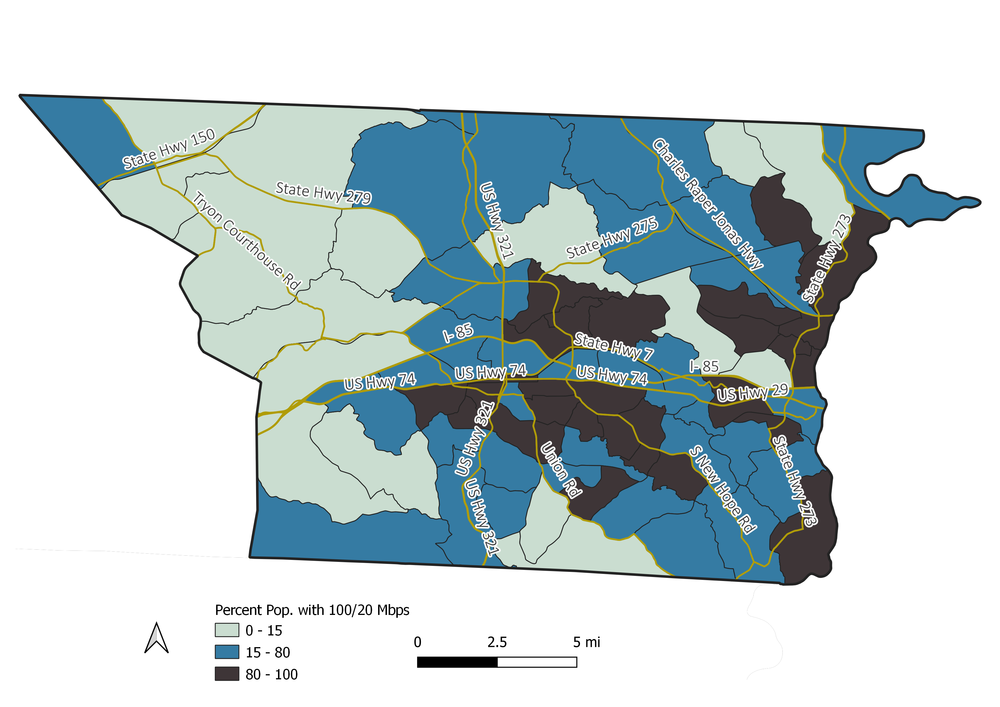 State Hwy 150
Charles Raper Jonas Hwy
State Hwy 279
US Hwy 321
Tryon Courthouse Rd
State Hwy 275
State Hwy 273
I- 85
State Hwy 7
I- 85
US Hwy 74
US Hwy 74
US Hwy 74
US Hwy 29
US Hwy 321
Union Rd
S New Hope Rd
State Hwy 273
US Hwy 321
Percent Pop. with 100/20 Mbps
0 - 15
15 - 80
80 - 100
0 2.5 5 mi